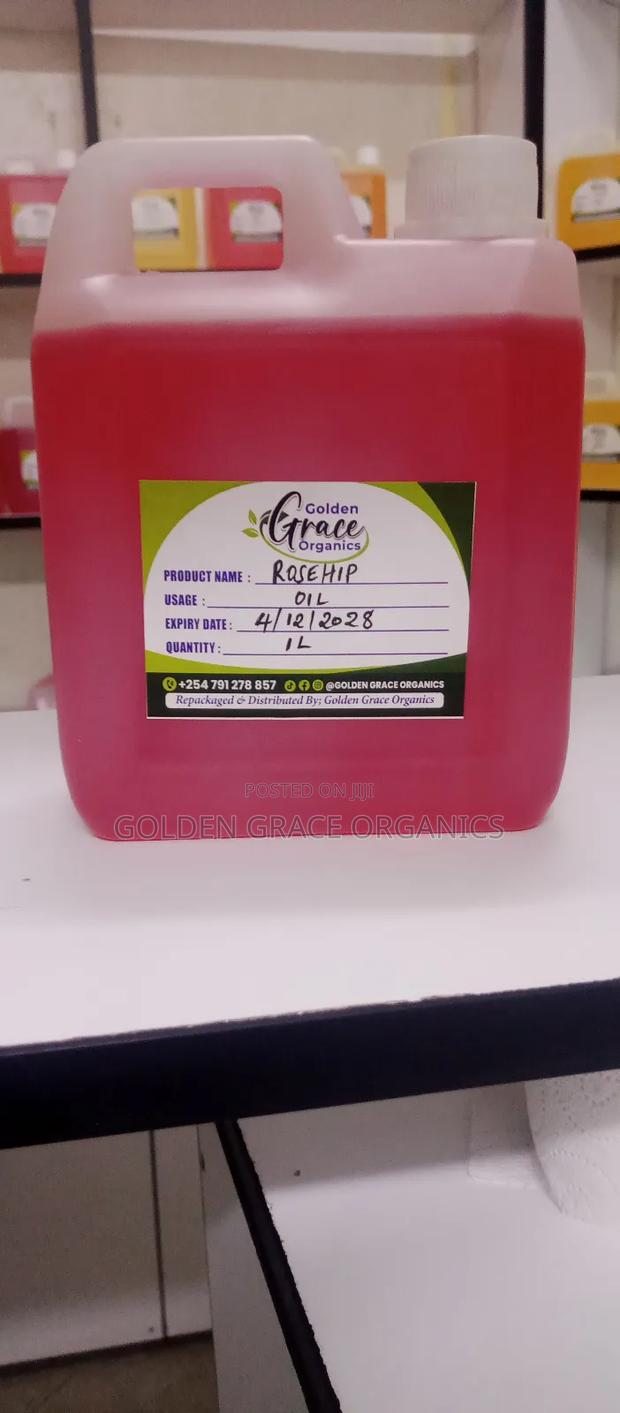 Golden
Grace
Organics
PRODUCT NAME : ROSEHIP
USAGE : OIL
EXPIRY DATE : 4/12/2028
QUANTITY : 1L
+254 791 278 857 @GOLDEN GRACE ORGANICS
Repackaged & Distributed By; Golden Grace Organics
POSTED ON JIJI
GOLDEN GRACE ORGANICS